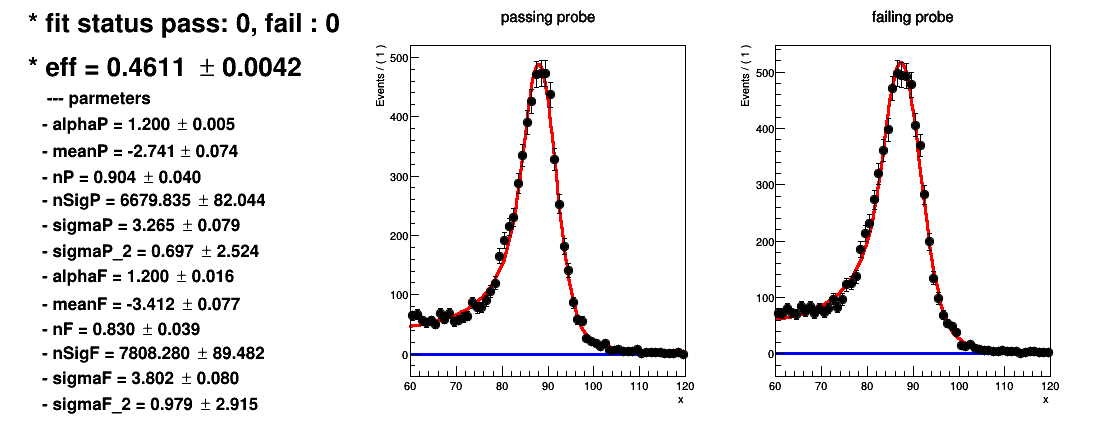 * fit status pass: 0, fail : 0
* eff = 0.4611 ± 0.0042
--- parmeters
- alphaP = 1.200 ± 0.005
- meanP = -2.741 ± 0.074
- nP = 0.904 ± 0.040
- nSigP = 6679.835 ± 82.044
- sigmaP = 3.265 ± 0.079
- sigmaP_2 = 0.697 ± 2.524
- alphaF = 1.200 ± 0.016
- meanF = -3.412 ± 0.077
- nF = 0.830 ± 0.039
- nSigF = 7808.280 ± 89.482
- sigmaF = 3.802 ± 0.080
- sigmaF_2 = 0.979 ± 2.915
passing probe
Events / ( 1 )
500
400
300
200
100
0
60 70 80 90 100 110 120
x
failing probe
Events / ( 1 )
500
400
300
200
100
0
60 70 80 90 100 110 120
x